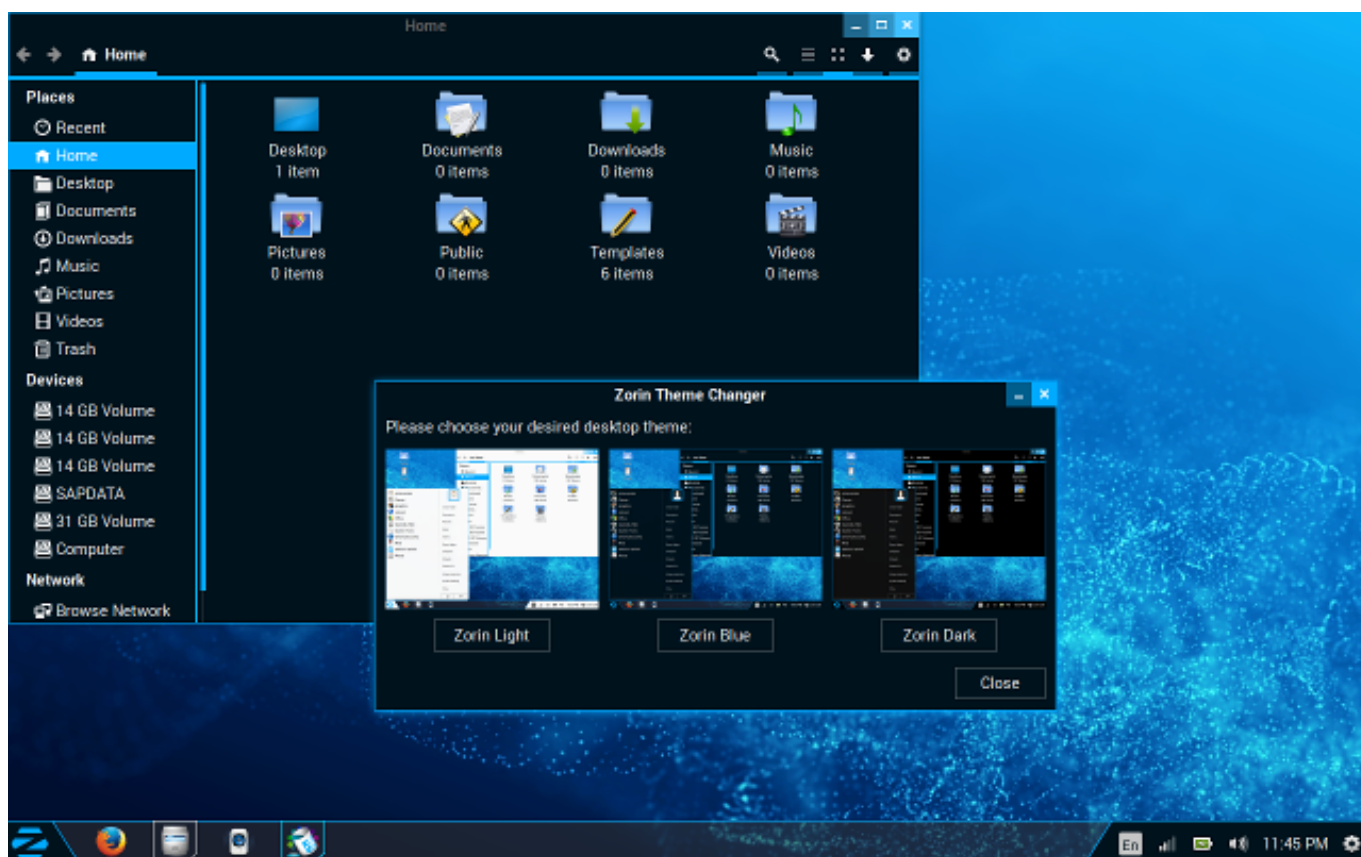 Home
Home
Places
Recent
Home
Desktop
Documents
Downloads
Music
Pictures
Videos
Trash
Devices
14 GB Volume
14 GB Volume
14 GB Volume
SAPDATA
31 GB Volume
Computer
Network
Browse Network
Desktop
1 item
Documents
0 items
Downloads
0 items
Music
0 items
Pictures
0 items
Public
0 items
Templates
6 items
Videos
0 items
Zorin Theme Changer
Please choose your desired desktop theme:
Zorin Light
Zorin Blue
Zorin Dark
Close
En
11:45 PM